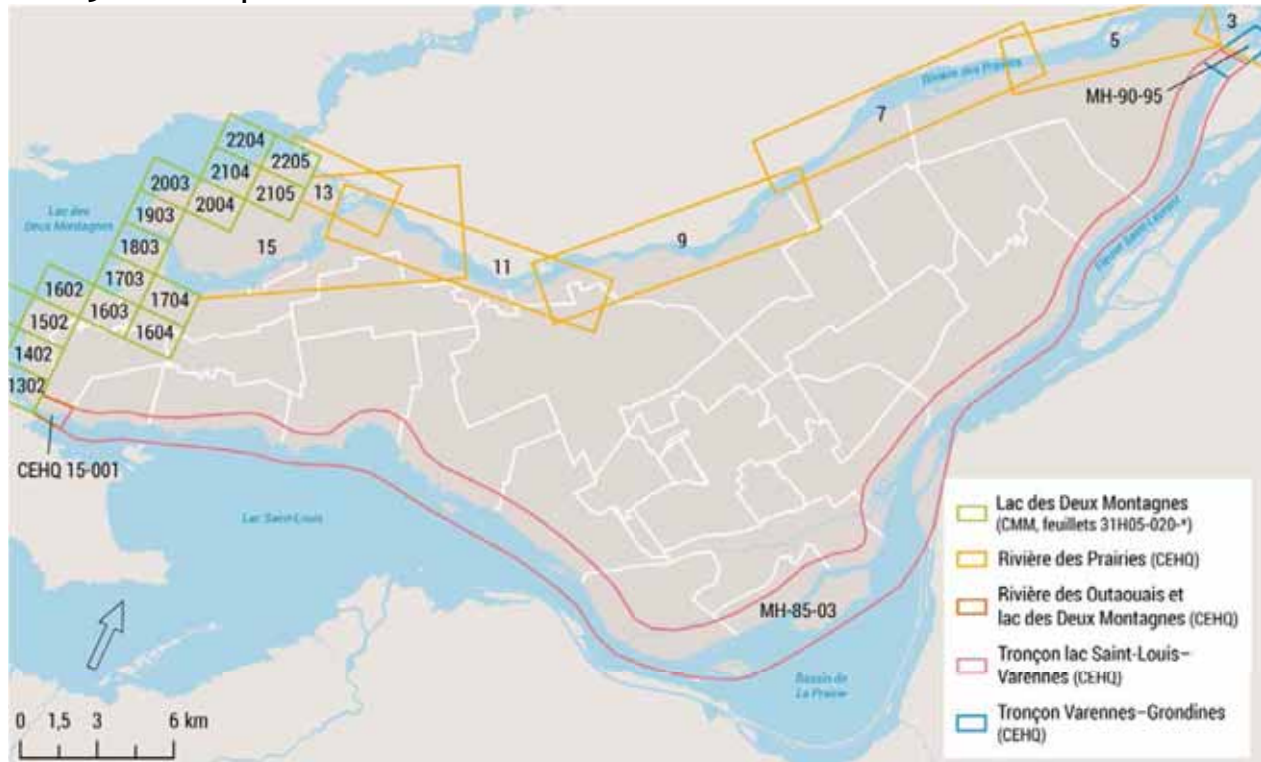 3
5
Rivière des Prairies
MH-90-95
7
2204
2205
2104
2003
2105
13
2004
1903
Lac des
Deux Montagnes
9
1803
15
11
1703
1602
1704
1603
1502
1604
1402
1302
Fleuve Saint-Laurent
CEHQ 15-001
Lac Saint-Louis
MH-85-03
Bassin de
La Prairie
0 1,5 3 6 km
Lac des Deux Montagnes
(CMM, feuillets 31H05-020-*)
Rivière des Prairies (CEHQ)
Rivière des Outaouais et
lac des Deux Montagnes (CEHQ)
Tronçon lac Saint-Louis–
Varennes (CEHQ)
Tronçon Varennes–Grondines
(CEHQ)